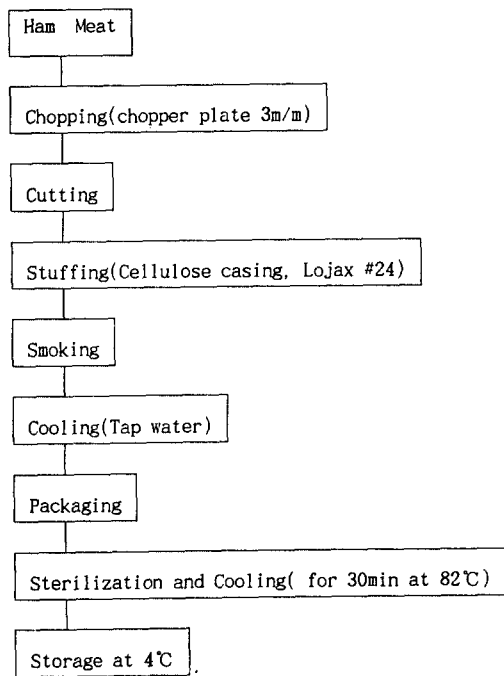 Ham Meat
Chopping(chopper plate 3m/m)
Cutting
Stuffing(Cellulose casing, Lojax #24)
Smoking
Cooling(Tap water)
Packaging
Sterilization and Cooling( for 30min at 82℃)
Storage at 4℃